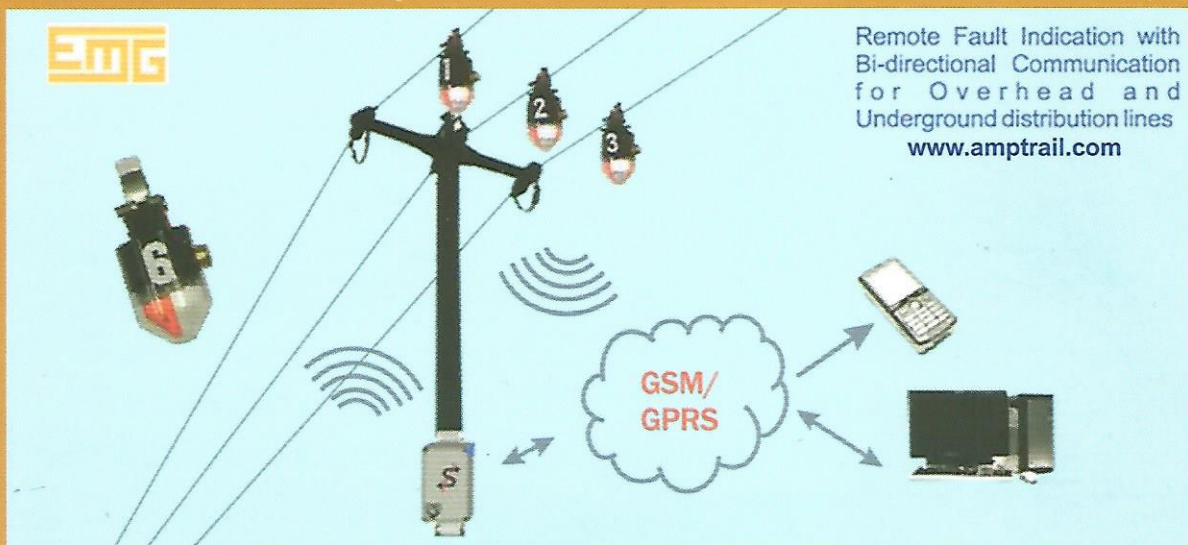 EMG
Remote Fault Indication with
Bi-directional Communication
for Overhead and
Underground distribution lines
www.amptrail.com
1
2
3
6
GSM/
GPRS
S